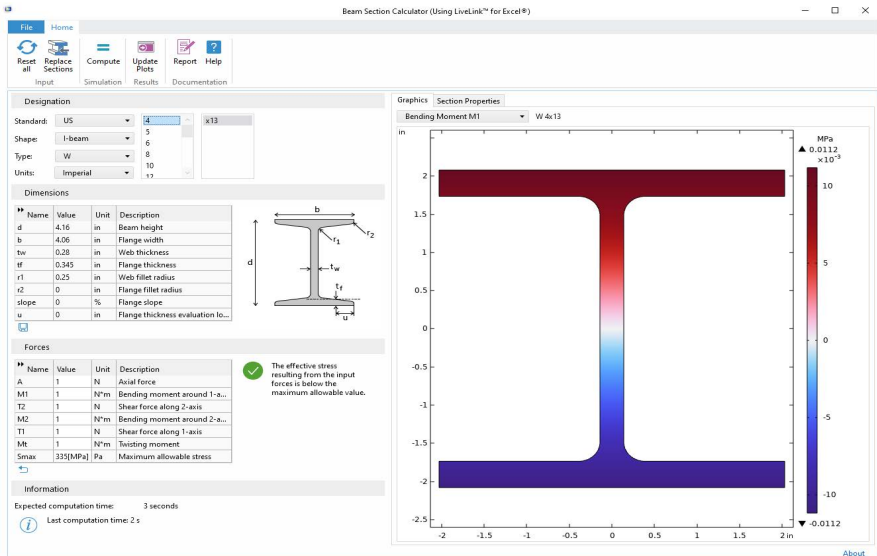 Beam Section Calculator (Using LiveLink™ for Excel®)
File Home
Reset all
Replace Sections
Compute
Update Plots
Report
Help
Input
Simulation
Results
Documentation
Designation
Standard: US
Shape: I-beam
Type: W
Units: Imperial
4
5
6
8
10
12
x13
Dimensions
Name Value Unit Description
d 4.16 in Beam height
b 4.06 in Flange width
tw 0.28 in Web thickness
tf 0.345 in Flange thickness
r1 0.25 in Web fillet radius
r2 0 in Flange fillet radius
slope 0 % Flange slope
u 0 in Flange thickness evaluation lo...
b
r1
r2
d
tw
tf
u
Forces
Name Value Unit Description
A 1 N Axial force
M1 1 N*m Bending moment around 1-a...
T2 1 N Shear force along 2-axis
M2 1 N*m Bending moment around 2-a...
T1 1 N Shear force along 1-axis
Mt 1 N*m Twisting moment
Smax 335[MPa] Pa Maximum allowable stress
The effective stress
resulting from the input
forces is below the
maximum allowable value.
Information
Expected computation time: 3 seconds
i
Last computation time: 2 s
Graphics Section Properties
Bending Moment M1 W 4x13
in
2
1.5
1
0.5
0
-0.5
-1
-1.5
-2
-2.5
-2 -1.5 -1 -0.5 0 0.5 1 1.5 2 in
MPa
▲ 0.0112
×10⁻³
10
5
0
-5
-10
▼ -0.0112
About